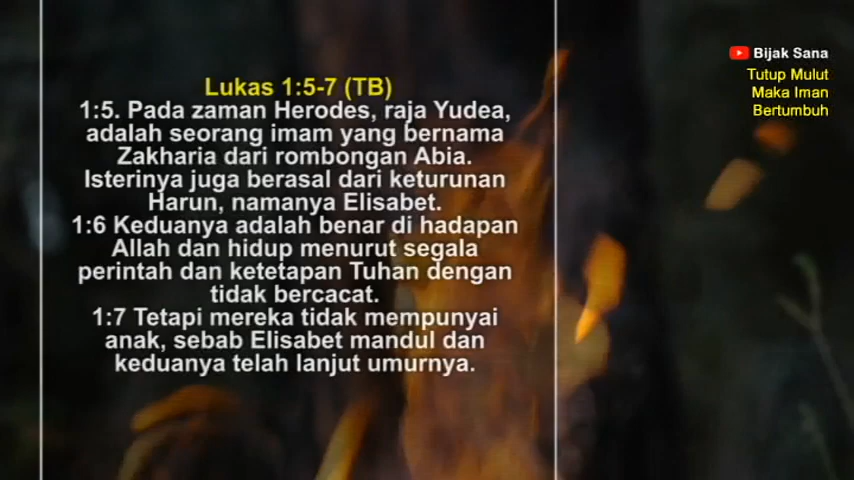 Lukas 1:5-7 (TB)
1:5. Pada zaman Herodes, raja Yudea,
adalah seorang imam yang bernama
Zakharia dari rombongan Abia.
Isterinya juga berasal dari keturunan
Harun, namanya Elisabet.
1:6 Keduanya adalah benar di hadapan
Allah dan hidup menurut segala
perintah dan ketetapan Tuhan dengan
tidak bercacat.
1:7 Tetapi mereka tidak mempunyai
anak, sebab Elisabet mandul dan
keduanya telah lanjut umurnya.
Bijak Sana
Tutup Mulut
Maka Iman
Bertumbuh